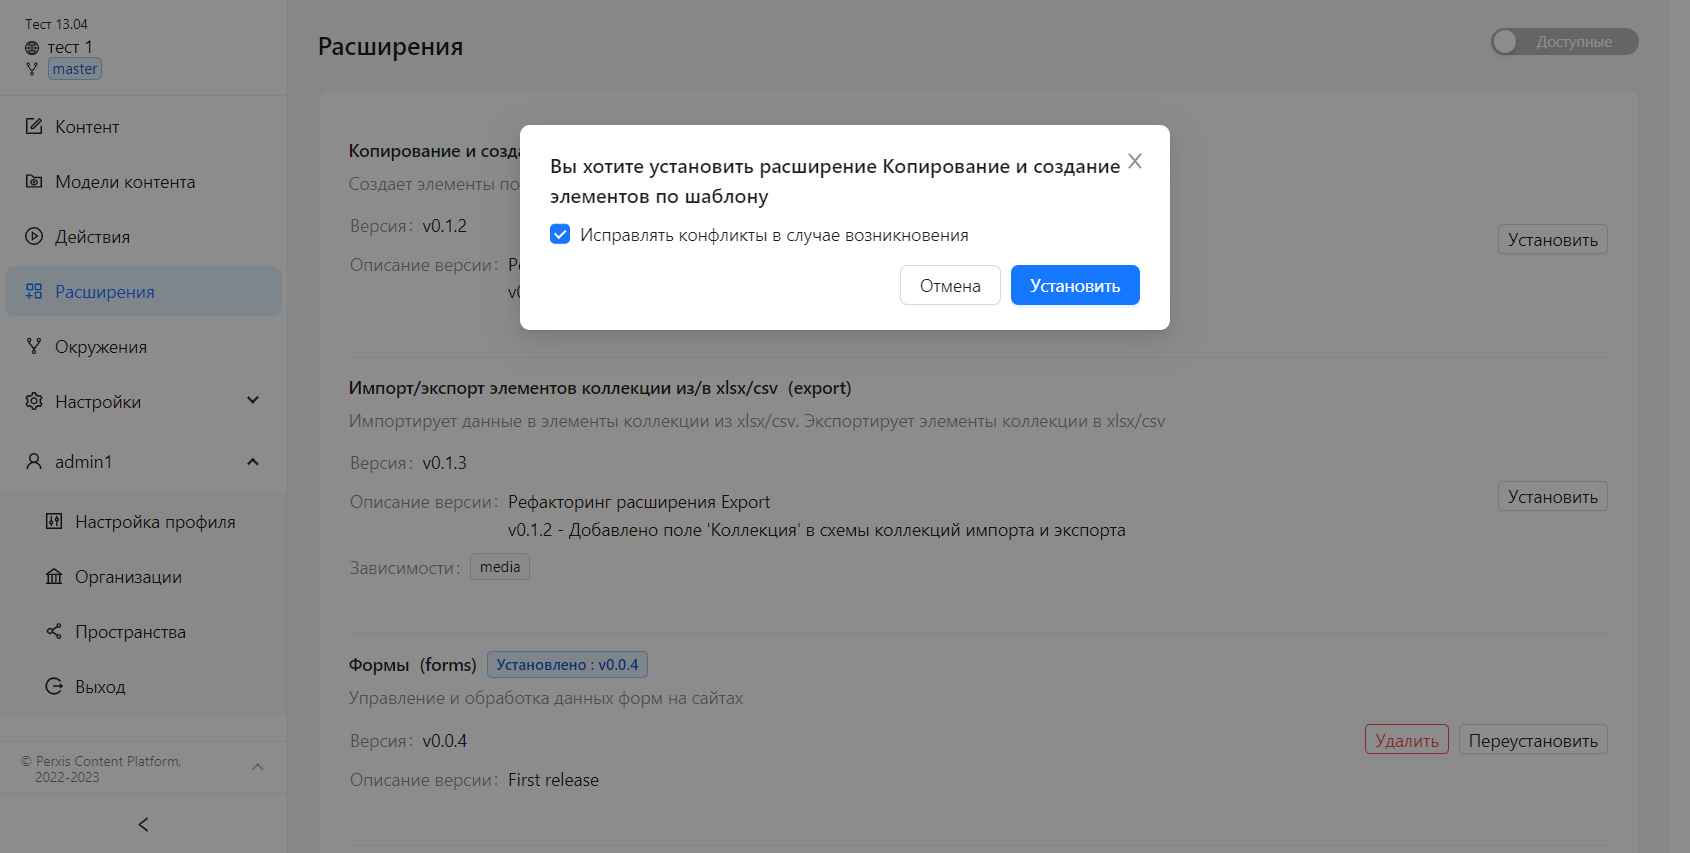 Тест 13.04
тест 1
master
Контент
Модели контента
Действия
Расширения
Окружения
Настройки
admin1
Настройка профиля
Организации
Пространства
Выход
© Perxis Content Platform,
2022-2023
Расширения
Доступные
Вы хотите установить расширение Копирование и создание
элементов по шаблону
Исправлять конфликты в случае возникновения
Отмена
Установить
Копирование и созд
Создает элементы по
Версия: v0.1.2
Описание версии:
Установить
Импорт/экспорт элементов коллекции из/в xlsx/csv (export)
Импортирует данные в элементы коллекции из xlsx/csv. Экспортирует элементы коллекции в xlsx/csv
Версия: v0.1.3
Описание версии: Рефакторинг расширения Export
v0.1.2 - Добавлено поле 'Коллекция' в схемы коллекций импорта и экспорта
Зависимости: media
Установить
Формы (forms) Установлено : v0.0.4
Управление и обработка данных форм на сайтах
Версия: v0.0.4
Описание версии: First release
Удалить
Переустановить